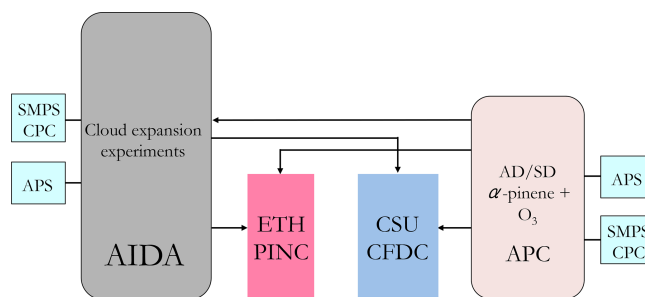 SMPS
CPC
APS
Cloud expansion
experiments
AIDA
ETH
PINC
CSU
CFDC
AD/SD
α-pinene +
O₃
APC
APS
SMPS
CPC